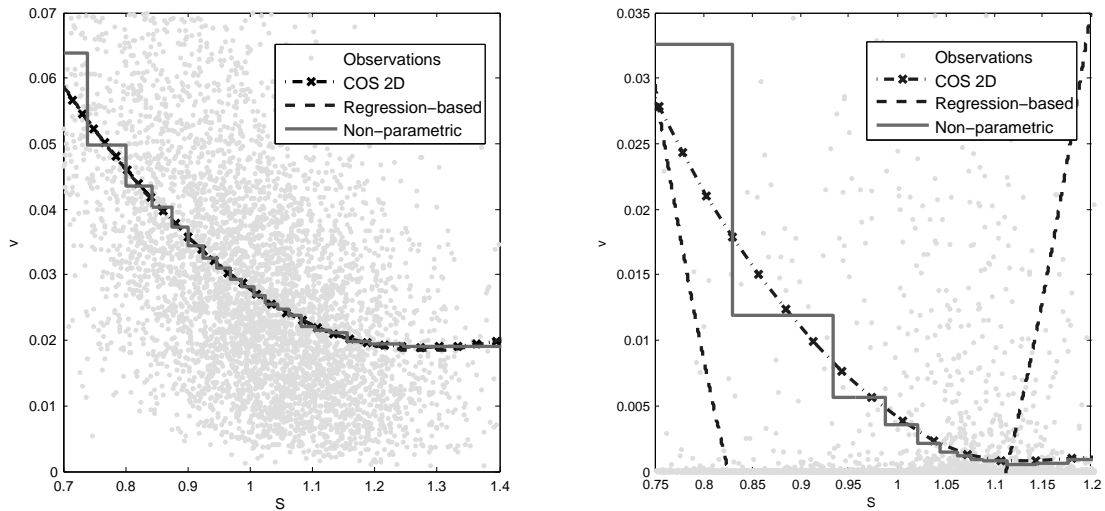 0.07
0.06
0.05
0.04
0.03
0.02
0.01
0
v
0.7
0.8
0.9
1
1.1
1.2
1.3
1.4
S
Observations
COS 2D
Regression−based
Non−parametric
0.035
0.03
0.025
0.02
0.015
0.01
0.005
0
v
0.75
0.8
0.85
0.9
0.95
1
1.05
1.1
1.15
1.2
S
Observations
COS 2D
Regression−based
Non−parametric